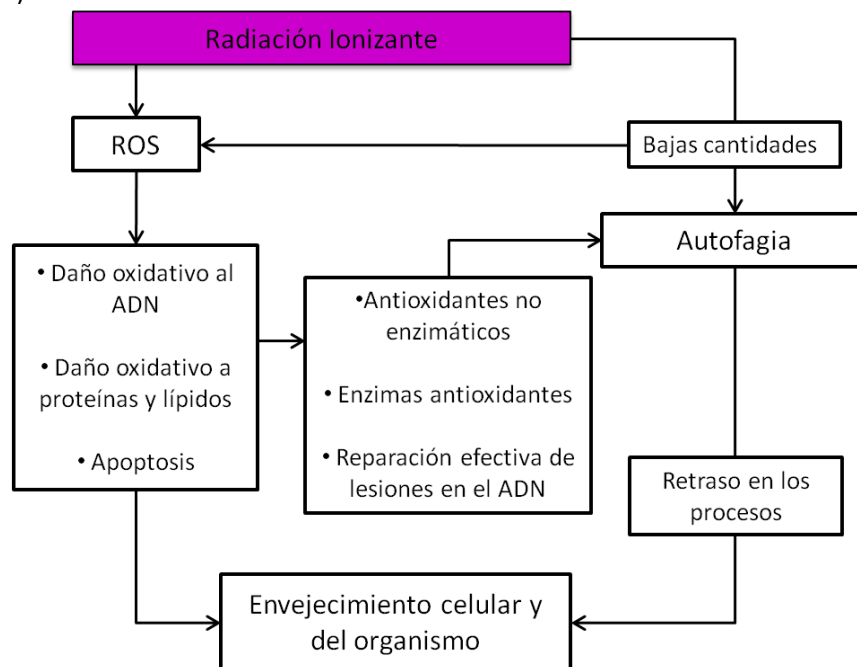 Radiación Ionizante
ROS
Bajas cantidades
Autofagia
• Daño oxidativo al
ADN
• Daño oxidativo a
proteínas y lípidos
• Apoptosis
•Antioxidantes no
enzimáticos
• Enzimas antioxidantes
• Reparación efectiva de
lesiones en el ADN
Retraso en los
procesos
Envejecimiento celular y
del organismo